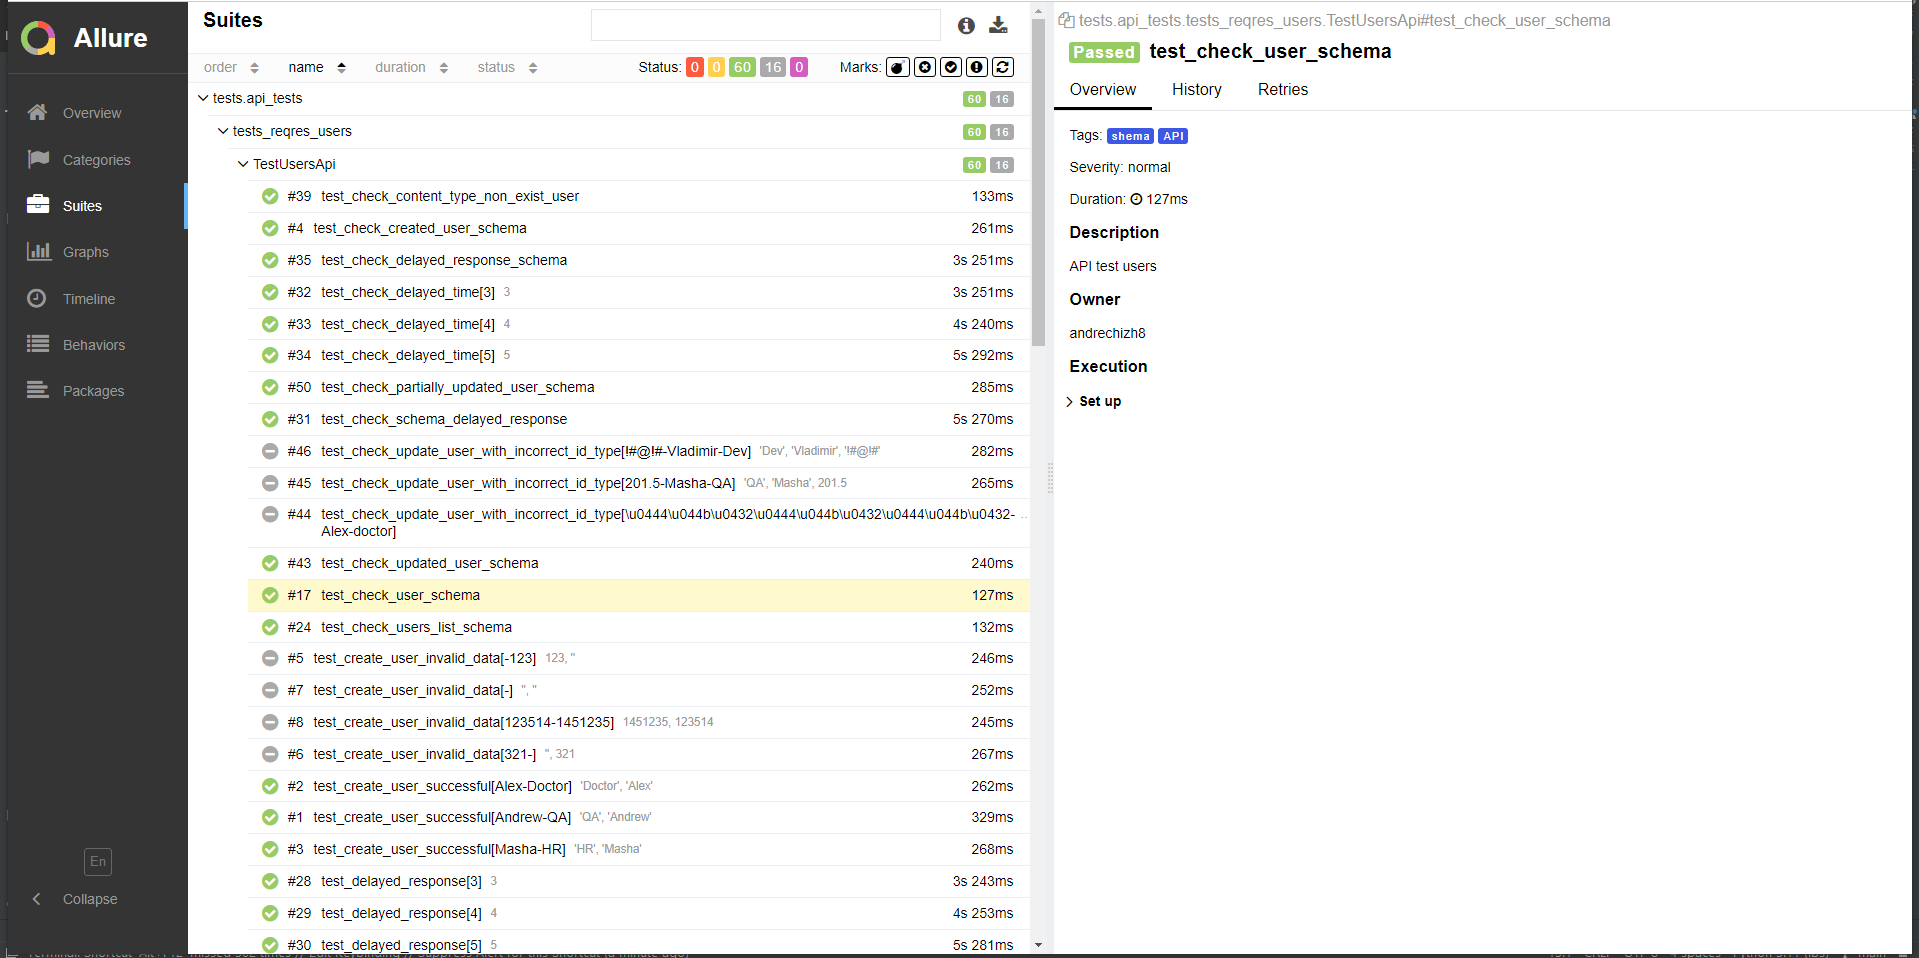 Allure
Overview
Categories
Suites
Graphs
Timeline
Behaviors
Packages
En
Collapse
Suites
order name duration status Status: 0 0 60 16 0 Marks:
tests.api_tests 60 16
tests_reqres_users 60 16
TestUsersApi 60 16
#39 test_check_content_type_non_exist_user 133ms
#4 test_check_created_user_schema 261ms
#35 test_check_delayed_response_schema 3s 251ms
#32 test_check_delayed_time[3] 3 3s 251ms
#33 test_check_delayed_time[4] 4 4s 240ms
#34 test_check_delayed_time[5] 5 5s 292ms
#50 test_check_partially_updated_user_schema 285ms
#31 test_check_schema_delayed_response 5s 270ms
#46 test_check_update_user_with_incorrect_id_type[!#@!#-Vladimir-Dev] 'Dev', 'Vladimir', '!#@!#' 282ms
#45 test_check_update_user_with_incorrect_id_type[201.5-Masha-QA] 'QA', 'Masha', 201.5 265ms
#44 test_check_update_user_with_incorrect_id_type[\u0444\u044b\u0432\u0444\u044b\u0432\u0444\u044b\u0432- ...
Alex-doctor]
#43 test_check_updated_user_schema 240ms
#17 test_check_user_schema 127ms
#24 test_check_users_list_schema 132ms
#5 test_create_user_invalid_data[-123] 123, '' 246ms
#7 test_create_user_invalid_data[-] '', '' 252ms
#8 test_create_user_invalid_data[123514-1451235] 1451235, 123514 245ms
#6 test_create_user_invalid_data[321-] '', 321 267ms
#2 test_create_user_successful[Alex-Doctor] 'Doctor', 'Alex' 262ms
#1 test_create_user_successful[Andrew-QA] 'QA', 'Andrew' 329ms
#3 test_create_user_successful[Masha-HR] 'HR', 'Masha' 268ms
#28 test_delayed_response[3] 3 3s 243ms
#29 test_delayed_response[4] 4 4s 253ms
#30 test_delayed_response[5] 5 5s 281ms
tests.api_tests.tests_reqres_users.TestUsersApi#test_check_user_schema
Passed test_check_user_schema
Overview History Retries
Tags: shema API
Severity: normal
Duration: 127ms
Description
API test users
Owner
andrechizh8
Execution
Set up